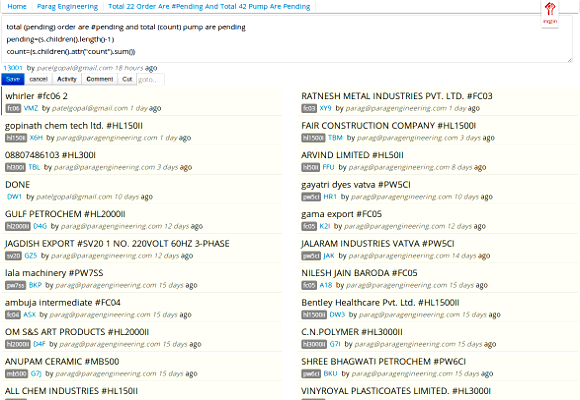 Home Parag Engineering Total 22 Order Are #Pending And Total 42 Pump Are Pending
total (pending) order are #pending and total (count) pump are pending
pending=(s.children().length()-1)
count=(s.children().attr("count").sum())
13001 by patelgopal@gmail.com 18 hours ago
Save cancel Activity Comment Cut goto..
whirler #fc06 2
fc06 VMZ by patelgopal@gmail.com 1 day ago
gopinath chem tech ltd. #HL150II
hl150ii K6H by parag@paragengineering.com 1 day ago
08807486103 #HL300I
hl300i TBL by parag@paragengineering.com 3 days ago
DONE
DW1 by patelgopal@gmail.com 10 days ago
GULF PETROCHEM #HL2000II
hl2000ii D4G by parag@paragengineering.com 12 days ago
JAGDISH EXPORT #SV20 1 NO. 220VOLT 60HZ 3-PHASE
sv20 GZ5 by parag@paragengineering.com 12 days ago
lala machinery #PW7SS
pw7ss BKP by parag@paragengineering.com 15 days ago
ambuja intermediate #FC04
fc04 ASX by parag@paragengineering.com 15 days ago
OM S&S ART PRODUCTS #HL2000II
hl2000ii D4F by parag@paragengineering.com 15 days ago
ANUPAM CERAMIC #MB500
mb500 G7J by parag@paragengineering.com 15 days ago
ALL CHEM INDUSTRIES #HL150II
RATNESH METAL INDUSTRIES PVT. LTD. #FC03
fc03 XY9 by parag@paragengineering.com 1 day ago
FAIR CONSTRUCTION COMPANY #HL1500I
hl1500i TBM by parag@paragengineering.com 3 days ago
ARVIND LIMITED #HL50II
hl50ii FFU by parag@paragengineering.com 8 days ago
gayatri dyes vatva #PW5CI
pw5ci HR1 by parag@paragengineering.com 10 days ago
gama export #FC05
fc05 K2I by parag@paragengineering.com 12 days ago
JALARAM INDUSTRIES VATVA #PW5CI
pw5ci JAK by parag@paragengineering.com 14 days ago
NILESH JAIN BARODA #FC05
fc05 A18 by parag@paragengineering.com 15 days ago
Bentley Healthcare Pvt. Ltd. #HL1500II
hl1500ii DW3 by parag@paragengineering.com 15 days ago
C.N.POLYMER #HL3000II
hl3000ii G7I by parag@paragengineering.com 15 days ago
SHREE BHAGWATI PETROCHEM #PW6CI
pw6ci BKU by parag@paragengineering.com 15 days ago
VINYROYAL PLASTICOATES LIMITED. #HL3000I